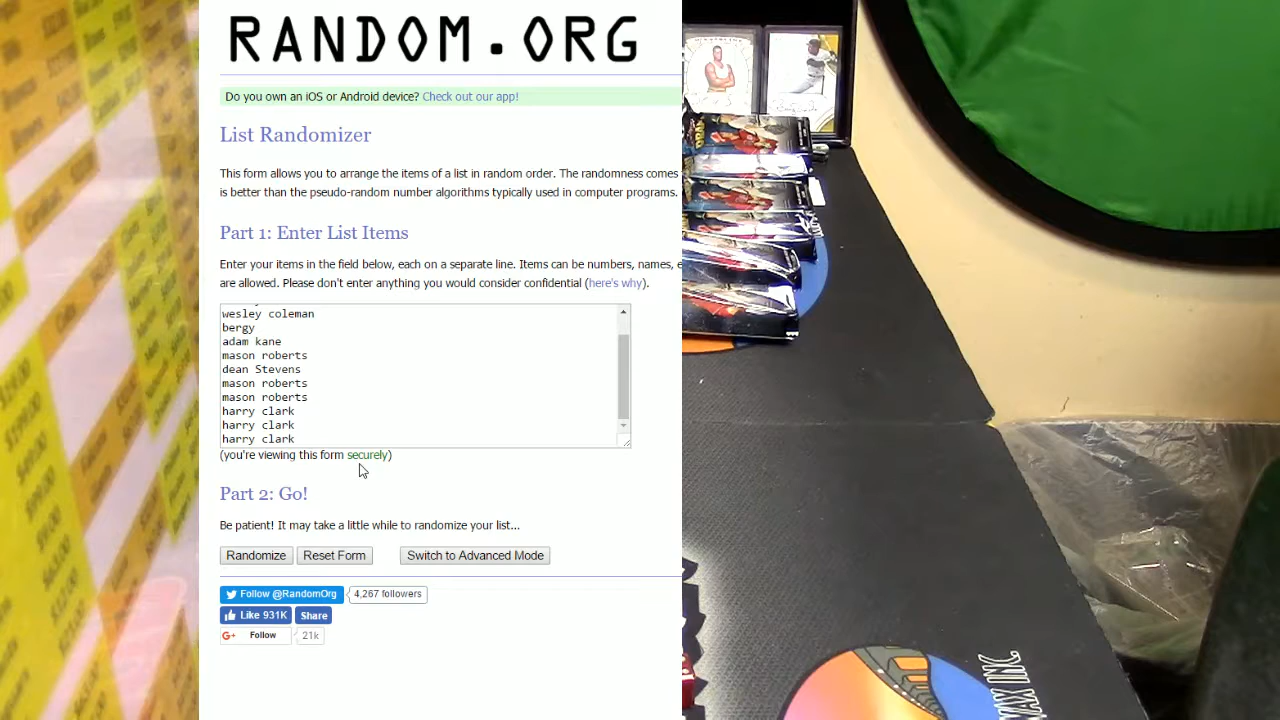 RANDOM.ORG
Do you own an iOS or Android device? Check out our app!
List Randomizer
This form allows you to arrange the items of a list in random order. The randomness comes
is better than the pseudo-random number algorithms typically used in computer programs.
Part 1: Enter List Items
Enter your items in the field below, each on a separate line. Items can be numbers, names,
are allowed. Please don't enter anything you would consider confidential (here's why).
wesley coleman
bergy
adam kane
mason roberts
dean Stevens
mason roberts
mason roberts
harry clark
harry clark
harry clark
(you're viewing this form securely)
Part 2: Go!
Be patient! It may take a little while to randomize your list...
Randomize Reset Form Switch to Advanced Mode
Follow @RandomOrg 4,267 followers
Like 931K Share
G+ Follow 21k
INC.